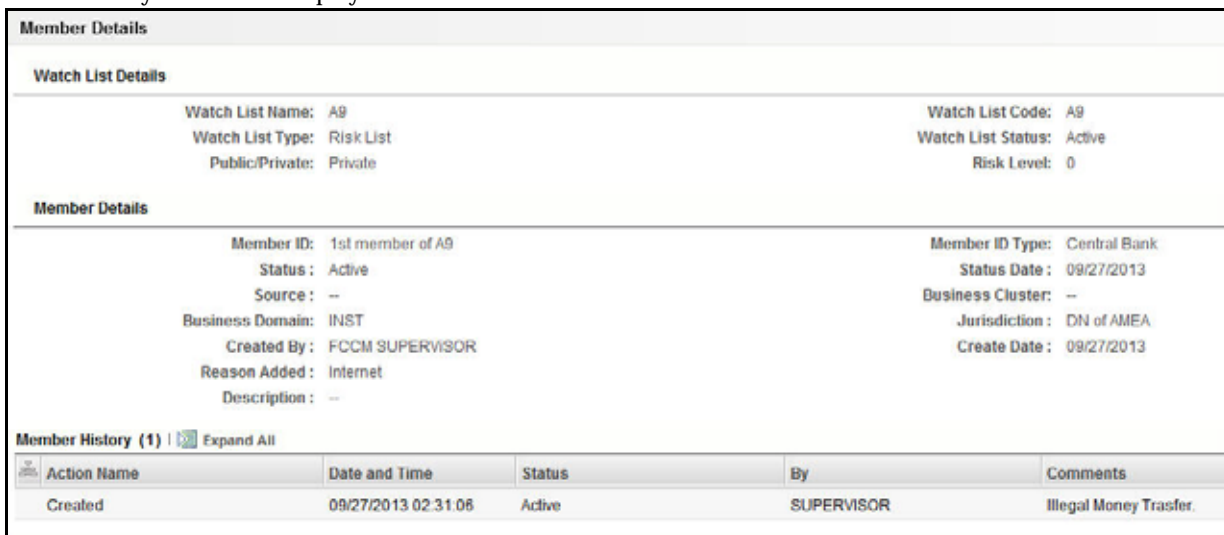 Member Details
Watch List Details
Watch List Name: A9 Watch List Code: A9
Watch List Type: Risk List Watch List Status: Active
Public/Private: Private Risk Level: 0
Member Details
Member ID: 1st member of A9 Member ID Type: Central Bank
Status : Active Status Date : 09/27/2013
Source : -- Business Cluster: --
Business Domain: INST Jurisdiction : DN of AMEA
Created By : FCCM SUPERVISOR Create Date : 09/27/2013
Reason Added : Internet
Description : --
Member History (1) | Expand All
Action Name Date and Time Status By Comments
Created 09/27/2013 02:31:06 Active SUPERVISOR Illegal Money Trasfer.